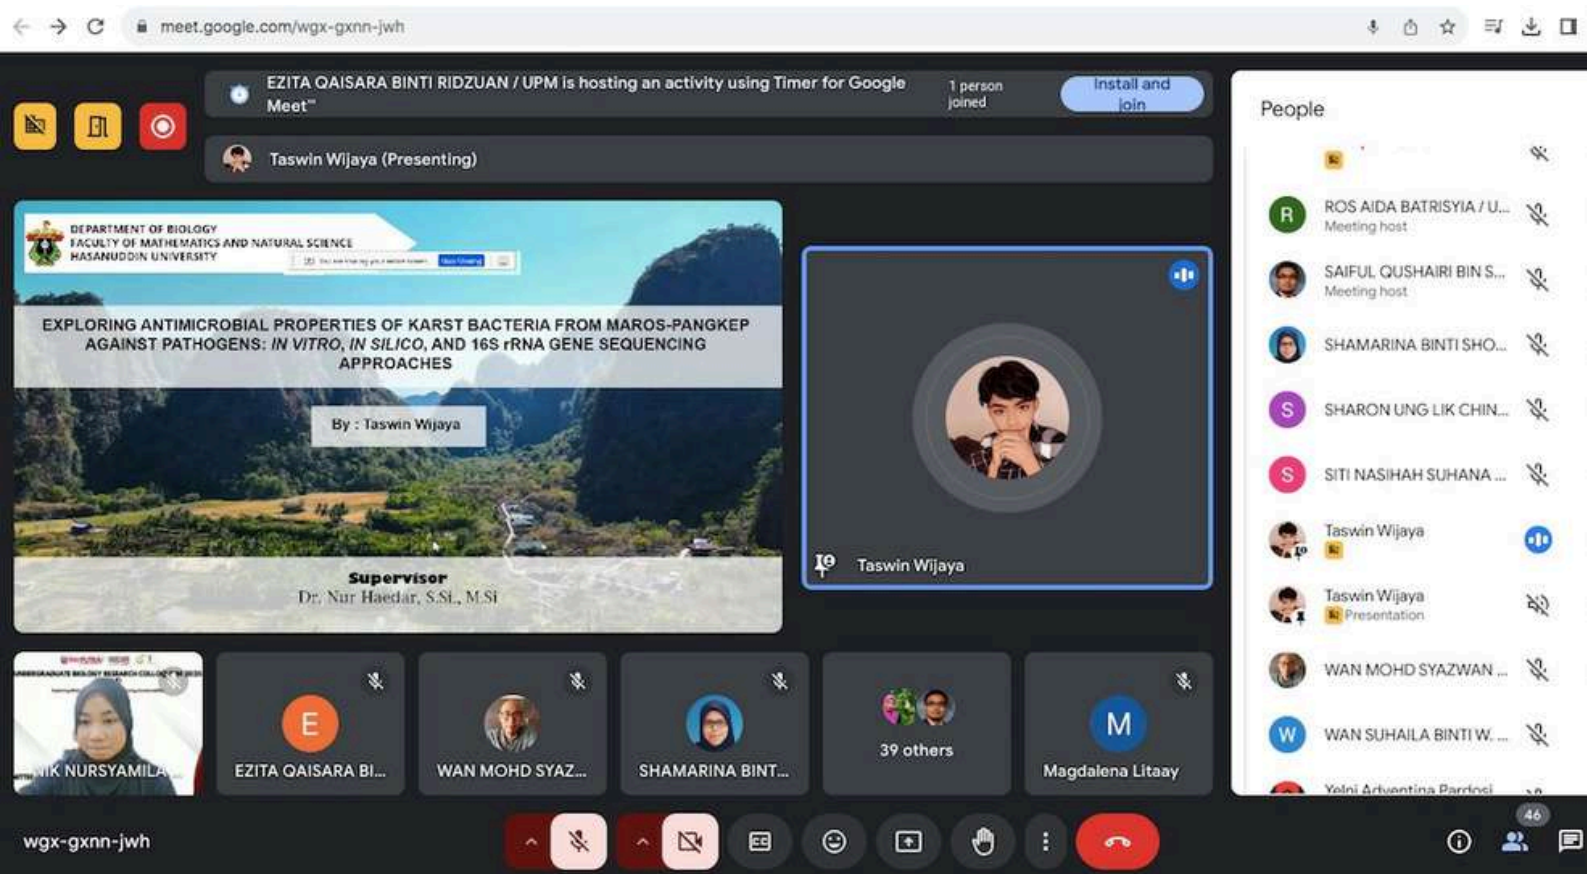 meet.google.com/wgx-gxnn-jwh
EZITA QAISARA BINTI RIDZUAN / UPM is hosting an activity using Timer for Google
Meet™
1 person
joined
Install and
join
Taswin Wijaya (Presenting)
DEPARTMENT OF BIOLOGY
FACULTY OF MATHEMATICS AND NATURAL SCIENCE
HASANUDDIN UNIVERSITY
EXPLORING ANTIMICROBIAL PROPERTIES OF KARST BACTERIA FROM MAROS-PANGKEP
AGAINST PATHOGENS: IN VITRO, IN SILICO, AND 16S rRNA GENE SEQUENCING
APPROACHES
By : Taswin Wijaya
Supervisor
Dr. Nur Haedar, S.Si., M.Si
Taswin Wijaya
NIK NURSYAMILA
E
EZITA QAISARA BI...
WAN MOHD SYAZ...
SHAMARINA BINT...
39 others
M
Magdalena Litaay
People
R
ROS AIDA BATRISYIA / U...
Meeting host
SAIFUL QUSHAIRI BIN S...
Meeting host
SHAMARINA BINTI SHO...
S
SHARON UNG LIK CHIN...
S
SITI NASIHAH SUHANA ...
Taswin Wijaya
Taswin Wijaya
Presentation
WAN MOHD SYAZWAN ...
W
WAN SUHAILA BINTI W. ...
Yelni Adventina Pardosi
wgx-gxnn-jwh
CC
46